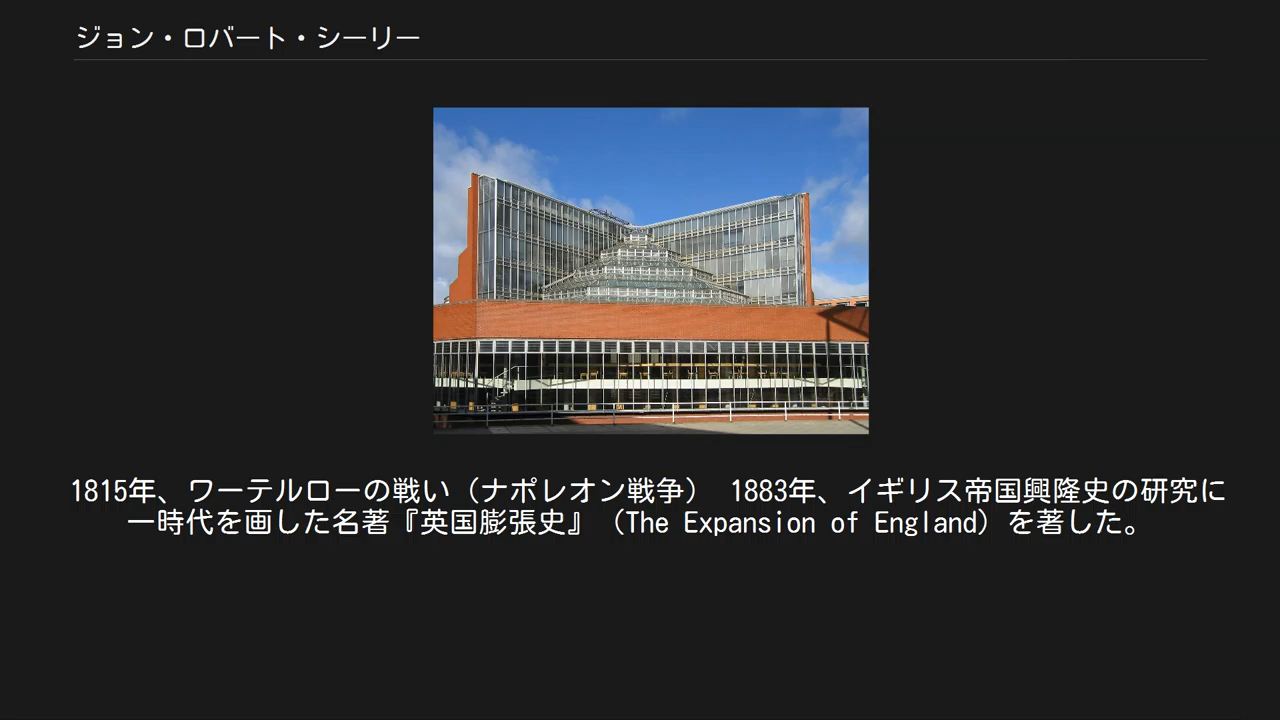 ジョン・ロバート・シーリー
1815年、ワーテルローの戦い（ナポレオン戦争） 1883年、イギリス帝国興隆史の研究に
一時代を画した名著『英国膨張史』（The Expansion of England）を著した。